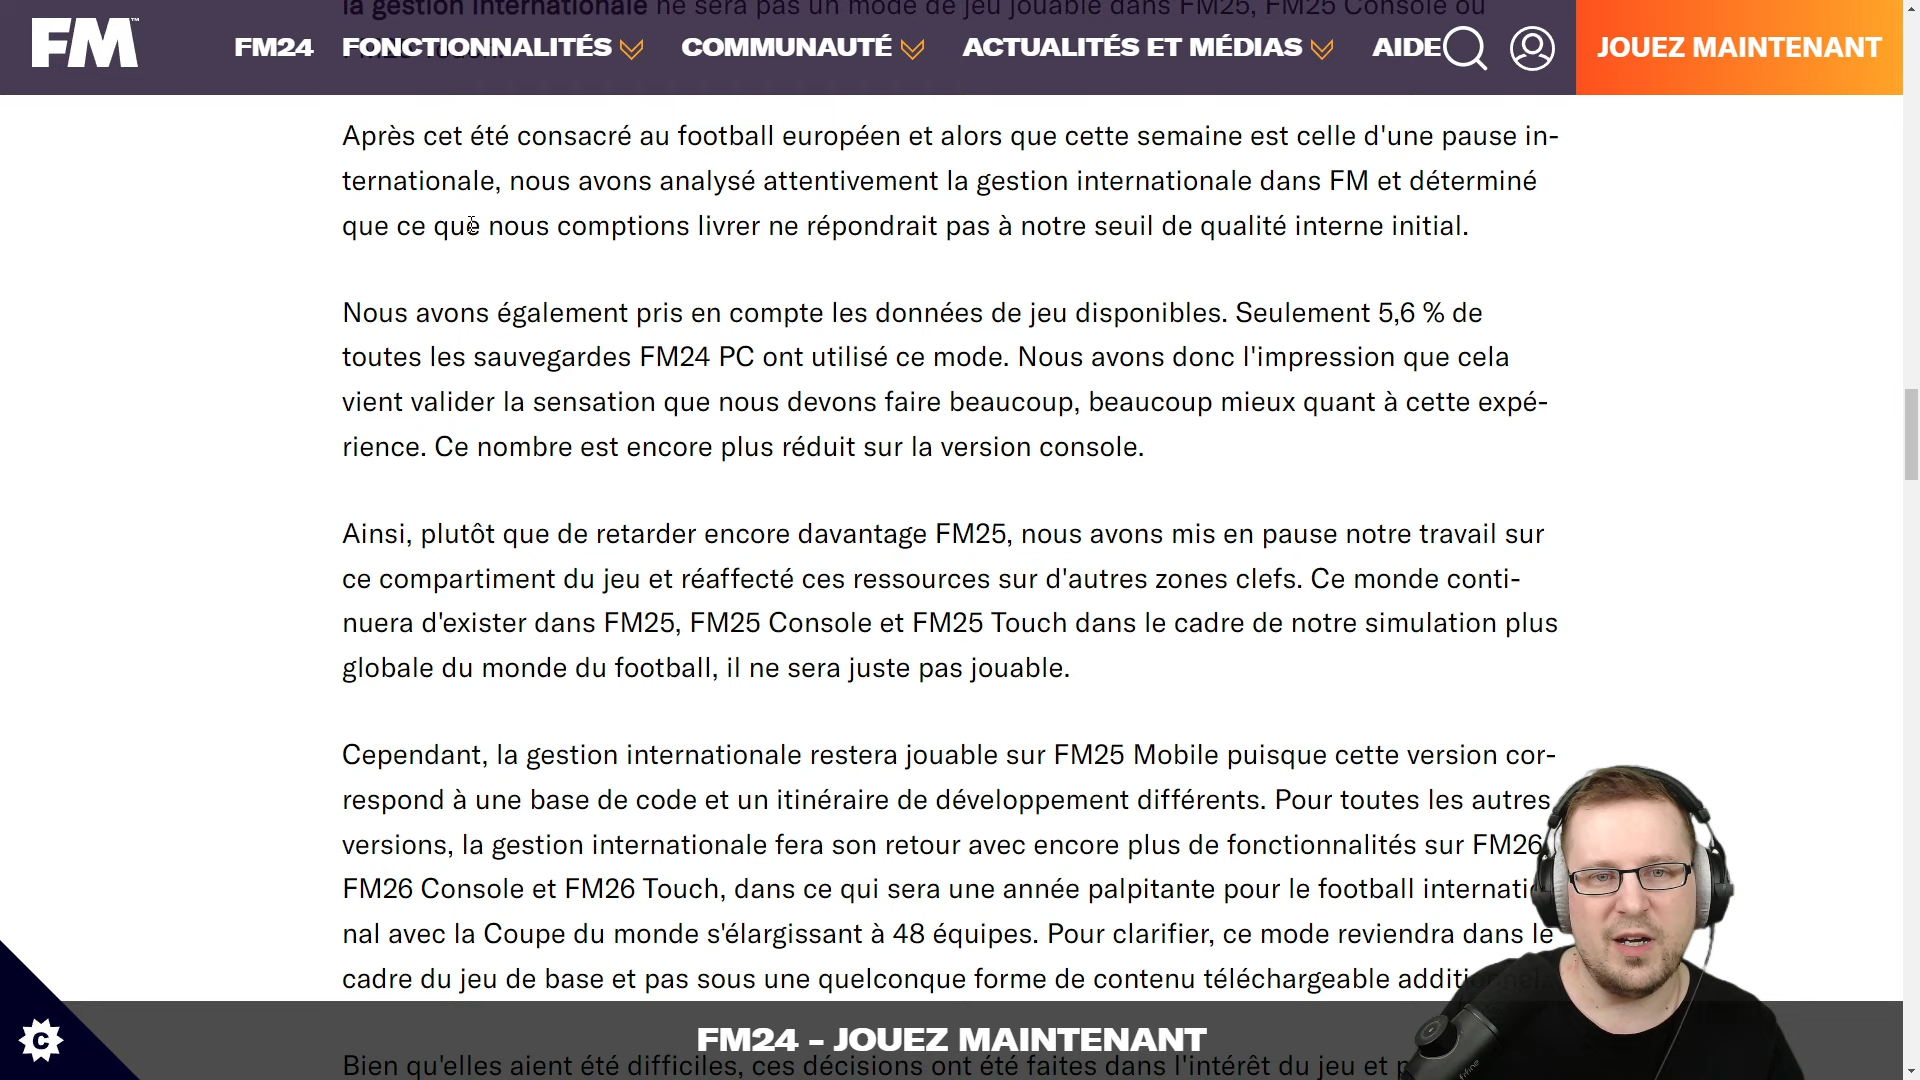 la gestion internationale ne sera pas un mode de jeu jouable dans FM25, FM25 Console ou
FM
FM24 FONCTIONNALITÉS COMMUNAUTÉ ACTUALITÉS ET MÉDIAS AIDE JOUEZ MAINTENANT
Après cet été consacré au football européen et alors que cette semaine est celle d'une pause in-
ternationale, nous avons analysé attentivement la gestion internationale dans FM et déterminé
que ce que nous comptions livrer ne répondrait pas à notre seuil de qualité interne initial.
Nous avons également pris en compte les données de jeu disponibles. Seulement 5,6 % de
toutes les sauvegardes FM24 PC ont utilisé ce mode. Nous avons donc l'impression que cela
vient valider la sensation que nous devons faire beaucoup, beaucoup mieux quant à cette expé-
rience. Ce nombre est encore plus réduit sur la version console.
Ainsi, plutôt que de retarder encore davantage FM25, nous avons mis en pause notre travail sur
ce compartiment du jeu et réaffecté ces ressources sur d'autres zones clefs. Ce monde conti-
nuera d'exister dans FM25, FM25 Console et FM25 Touch dans le cadre de notre simulation plus
globale du monde du football, il ne sera juste pas jouable.
Cependant, la gestion internationale restera jouable sur FM25 Mobile puisque cette version cor-
respond à une base de code et un itinéraire de développement différents. Pour toutes les autres
versions, la gestion internationale fera son retour avec encore plus de fonctionnalités sur FM26,
FM26 Console et FM26 Touch, dans ce qui sera une année palpitante pour le football internatio
nal avec la Coupe du monde s'élargissant à 48 équipes. Pour clarifier, ce mode reviendra dans le
cadre du jeu de base et pas sous une quelconque forme de contenu téléchargeable additionnel.
FM24 - JOUEZ MAINTENANT
C
Bien qu'elles aient été difficiles, ces décisions ont été faites dans l'intérêt du jeu et